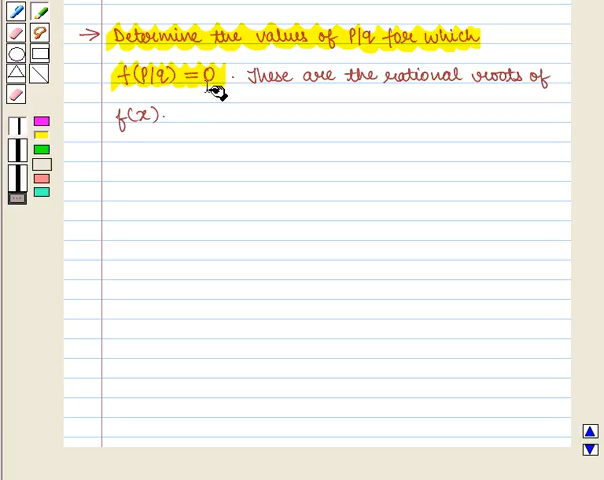 → Determine the values of P/q for which
f(P/q) = 0. These are the rational roots of
f(x).